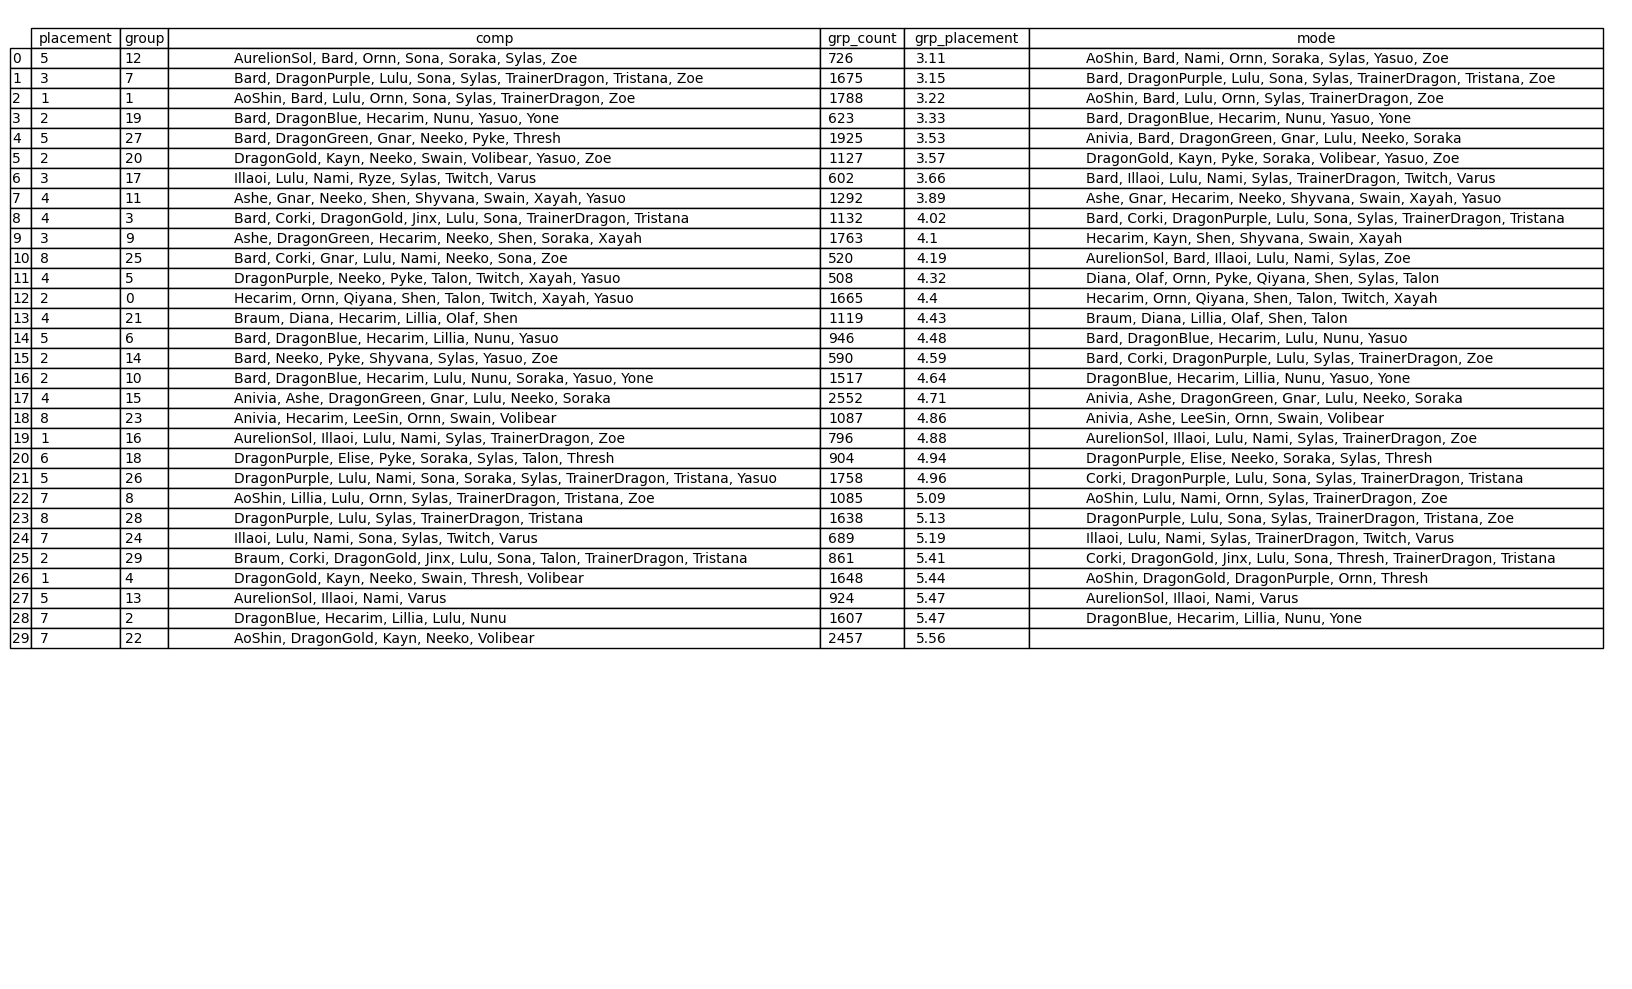 placement group comp grp_count grp_placement mode
0 5 12 AurelionSol, Bard, Ornn, Sona, Soraka, Sylas, Zoe 726 3.11 AoShin, Bard, Nami, Ornn, Soraka, Sylas, Yasuo, Zoe
1 3 7 Bard, DragonPurple, Lulu, Sona, Sylas, TrainerDragon, Tristana, Zoe 1675 3.15 Bard, DragonPurple, Lulu, Sona, Sylas, TrainerDragon, Tristana, Zoe
2 1 1 AoShin, Bard, Lulu, Ornn, Sona, Sylas, TrainerDragon, Zoe 1788 3.22 AoShin, Bard, Lulu, Ornn, Sylas, TrainerDragon, Zoe
3 2 19 Bard, DragonBlue, Hecarim, Nunu, Yasuo, Yone 623 3.33 Bard, DragonBlue, Hecarim, Nunu, Yasuo, Yone
4 5 27 Bard, DragonGreen, Gnar, Neeko, Pyke, Thresh 1925 3.53 Anivia, Bard, DragonGreen, Gnar, Lulu, Neeko, Soraka
5 2 20 DragonGold, Kayn, Neeko, Swain, Volibear, Yasuo, Zoe 1127 3.57 DragonGold, Kayn, Pyke, Soraka, Volibear, Yasuo, Zoe
6 3 17 Illaoi, Lulu, Nami, Ryze, Sylas, Twitch, Varus 602 3.66 Bard, Illaoi, Lulu, Nami, Sylas, TrainerDragon, Twitch, Varus
7 4 11 Ashe, Gnar, Neeko, Shen, Shyvana, Swain, Xayah, Yasuo 1292 3.89 Ashe, Gnar, Hecarim, Neeko, Shyvana, Swain, Xayah, Yasuo
8 4 3 Bard, Corki, DragonGold, Jinx, Lulu, Sona, TrainerDragon, Tristana 1132 4.02 Bard, Corki, DragonPurple, Lulu, Sona, Sylas, TrainerDragon, Tristana
9 3 9 Ashe, DragonGreen, Hecarim, Neeko, Shen, Soraka, Xayah 1763 4.1 Hecarim, Kayn, Shen, Shyvana, Swain, Xayah
10 8 25 Bard, Corki, Gnar, Lulu, Nami, Neeko, Sona, Zoe 520 4.19 AurelionSol, Bard, Illaoi, Lulu, Nami, Sylas, Zoe
11 4 5 DragonPurple, Neeko, Pyke, Talon, Twitch, Xayah, Yasuo 508 4.32 Diana, Olaf, Ornn, Pyke, Qiyana, Shen, Sylas, Talon
12 2 0 Hecarim, Ornn, Qiyana, Shen, Talon, Twitch, Xayah, Yasuo 1665 4.4 Hecarim, Ornn, Qiyana, Shen, Talon, Twitch, Xayah
13 4 21 Braum, Diana, Hecarim, Lillia, Olaf, Shen 1119 4.43 Braum, Diana, Lillia, Olaf, Shen, Talon
14 5 6 Bard, DragonBlue, Hecarim, Lillia, Nunu, Yasuo 946 4.48 Bard, DragonBlue, Hecarim, Lulu, Nunu, Yasuo
15 2 14 Bard, Neeko, Pyke, Shyvana, Sylas, Yasuo, Zoe 590 4.59 Bard, Corki, DragonPurple, Lulu, Sylas, TrainerDragon, Zoe
16 2 10 Bard, DragonBlue, Hecarim, Lulu, Nunu, Soraka, Yasuo, Yone 1517 4.64 DragonBlue, Hecarim, Lillia, Nunu, Yasuo, Yone
17 4 15 Anivia, Ashe, DragonGreen, Gnar, Lulu, Neeko, Soraka 2552 4.71 Anivia, Ashe, DragonGreen, Gnar, Lulu, Neeko, Soraka
18 8 23 Anivia, Hecarim, LeeSin, Ornn, Swain, Volibear 1087 4.86 Anivia, Ashe, LeeSin, Ornn, Swain, Volibear
19 1 16 AurelionSol, Illaoi, Lulu, Nami, Sylas, TrainerDragon, Zoe 796 4.88 AurelionSol, Illaoi, Lulu, Nami, Sylas, TrainerDragon, Zoe
20 6 18 DragonPurple, Elise, Pyke, Soraka, Sylas, Talon, Thresh 904 4.94 DragonPurple, Elise, Neeko, Soraka, Sylas, Thresh
21 5 26 DragonPurple, Lulu, Nami, Sona, Soraka, Sylas, TrainerDragon, Tristana, Yasuo 1758 4.96 Corki, DragonPurple, Lulu, Sona, Sylas, TrainerDragon, Tristana
22 7 8 AoShin, Lillia, Lulu, Ornn, Sylas, TrainerDragon, Tristana, Zoe 1085 5.09 AoShin, Lulu, Nami, Ornn, Sylas, TrainerDragon, Zoe
23 8 28 DragonPurple, Lulu, Sylas, TrainerDragon, Tristana 1638 5.13 DragonPurple, Lulu, Sona, Sylas, TrainerDragon, Tristana, Zoe
24 7 24 Illaoi, Lulu, Nami, Sona, Sylas, Twitch, Varus 689 5.19 Illaoi, Lulu, Nami, Sylas, TrainerDragon, Twitch, Varus
25 2 29 Braum, Corki, DragonGold, Jinx, Lulu, Sona, Talon, TrainerDragon, Tristana 861 5.41 Corki, DragonGold, Jinx, Lulu, Sona, Thresh, TrainerDragon, Tristana
26 1 4 DragonGold, Kayn, Neeko, Swain, Thresh, Volibear 1648 5.44 AoShin, DragonGold, DragonPurple, Ornn, Thresh
27 5 13 AurelionSol, Illaoi, Nami, Varus 924 5.47 AurelionSol, Illaoi, Nami, Varus
28 7 2 DragonBlue, Hecarim, Lillia, Lulu, Nunu 1607 5.47 DragonBlue, Hecarim, Lillia, Nunu, Yone
29 7 22 AoShin, DragonGold, Kayn, Neeko, Volibear 2457 5.56